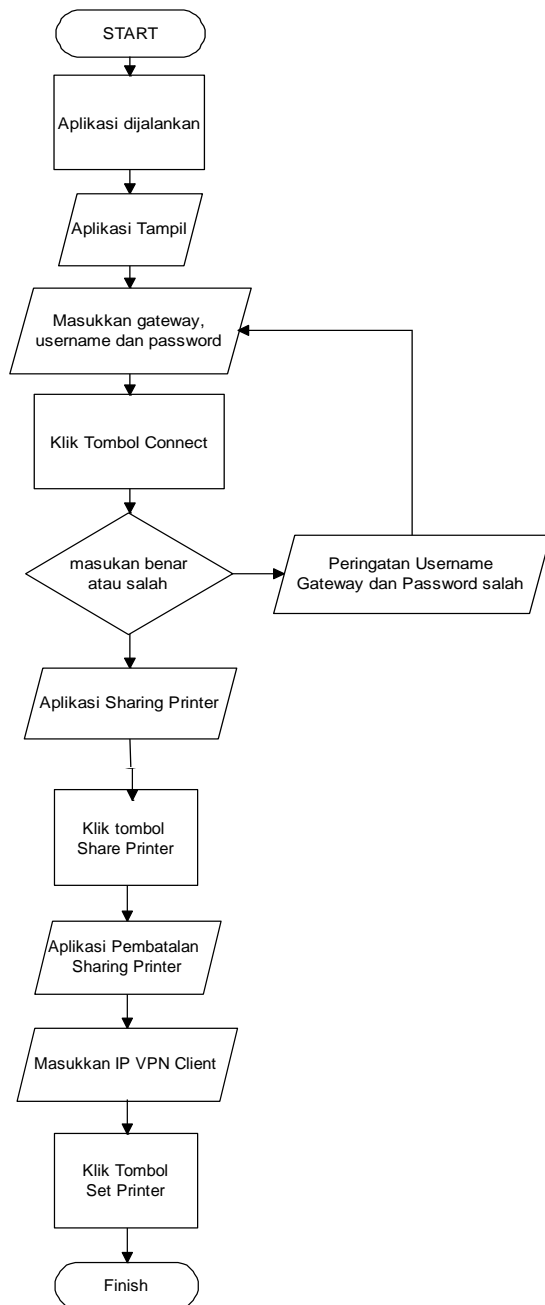 START
Aplikasi dijalankan
Aplikasi Tampil
Masukkan gateway,
username dan password
Klik Tombol Connect
masukan benar
atau salah
Peringatan Username
Gateway dan Password salah
Aplikasi Sharing Printer
Klik tombol
Share Printer
Aplikasi Pembatalan
Sharing Printer
Masukkan IP VPN Client
Klik Tombol
Set Printer
Finish